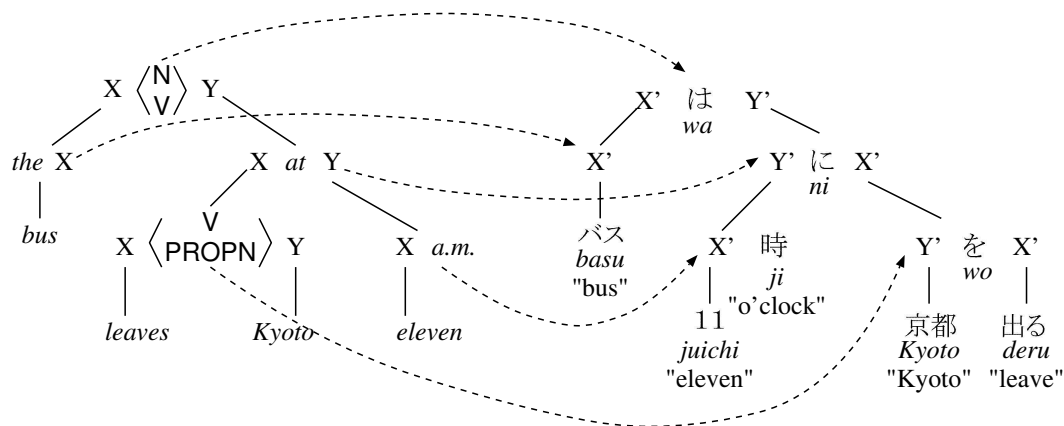 X ⟨N V⟩ Y
the X
bus
X at Y
X ⟨V PROPN⟩ Y
leaves
Kyoto
X a.m.
eleven
X' は Y'
wa
X'
バス
basu
"bus"
Y' に X'
ni
X' 時
ji
"o'clock"
11
juichi
"eleven"
Y' を X'
wo
京都
Kyoto
"Kyoto"
出る
deru
"leave"